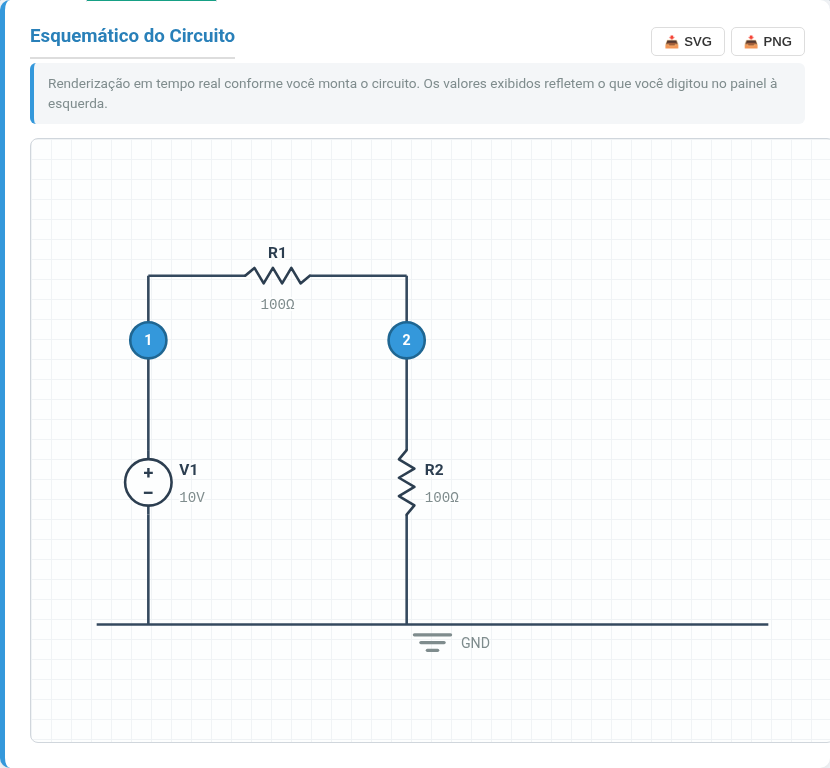 Esquemático do Circuito
📥 SVG
📥 PNG
Renderização em tempo real conforme você monta o circuito. Os valores exibidos refletem o que você digitou no painel à
esquerda.
R1
100Ω
1
2
+
−
V1
10V
R2
100Ω
GND